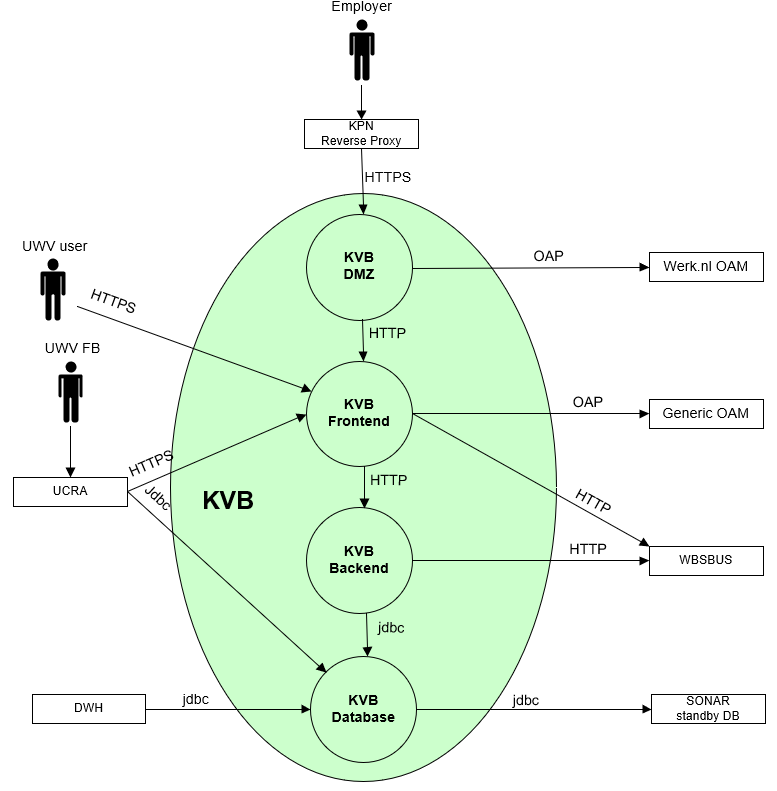 Employer
KPN
Reverse Proxy
HTTPS
UWV user
KVB
DMZ
OAP
Werk.nl OAM
HTTPS
HTTP
UWV FB
KVB
Frontend
OAP
Generic OAM
HTTPS
UCRA
Jdbc
KVB
HTTP
HTTP
KVB
Backend
HTTP
WBSBUS
jdbc
DWH
jdbc
KVB
Database
jdbc
SONAR
standby DB